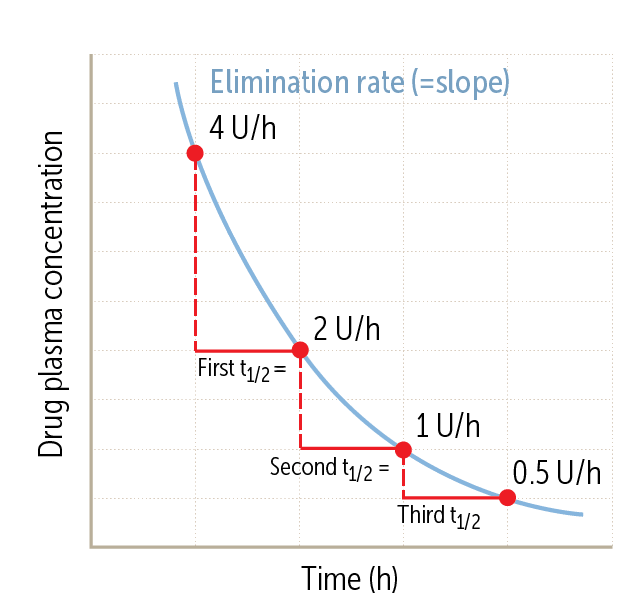 Elimination rate (=slope)
4 U/h
2 U/h
First t1/2 =
1 U/h
Second t1/2 =
0.5 U/h
Third t1/2
Drug plasma concentration
Time (h)